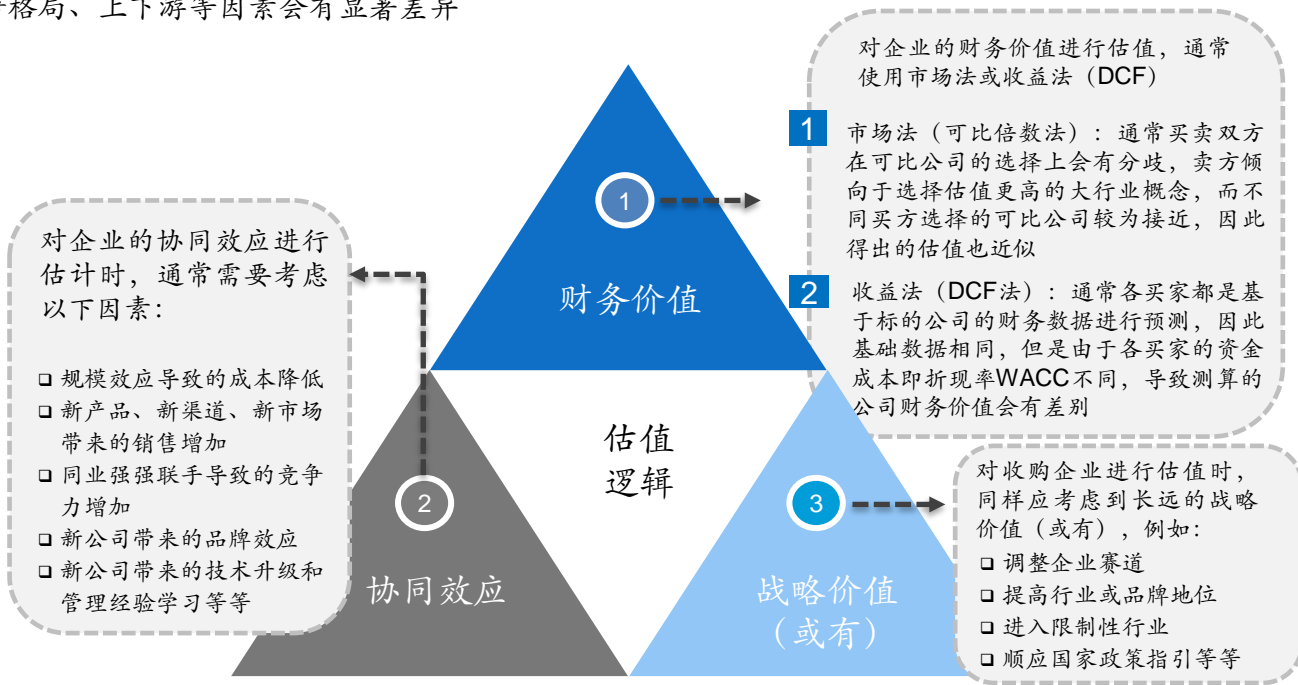 格局、上下游等因素会有显著差异
对企业的财务价值进行估值，通常
使用市场法或收益法（DCF）
1
市场法（可比倍数法）：通常买卖双方
在可比公司的选择上会有分歧，卖方倾
向于选择估值更高的大行业概念，而不
同买方选择的可比公司较为接近，因此
得出的估值也近似
2
收益法（DCF法）：通常各买家都是基
于标的公司的财务数据进行预测，因此
基础数据相同，但是由于各买家的资金
成本即折现率WACC不同，导致测算的
公司财务价值会有差别
1
财务价值
对企业的协同效应进行
估计时，通常需要考虑
以下因素：
规模效应导致的成本降低
新产品、新渠道、新市场
带来的销售增加
同业强强联手导致的竞争
力增加
新公司带来的品牌效应
新公司带来的技术升级和
管理经验学习等等
估值
逻辑
2
协同效应
3
战略价值
（或有）
对收购企业进行估值时，
同样应考虑到长远的战略
价值（或有），例如：
调整企业赛道
提高行业或品牌地位
进入限制性行业
顺应国家政策指引等等